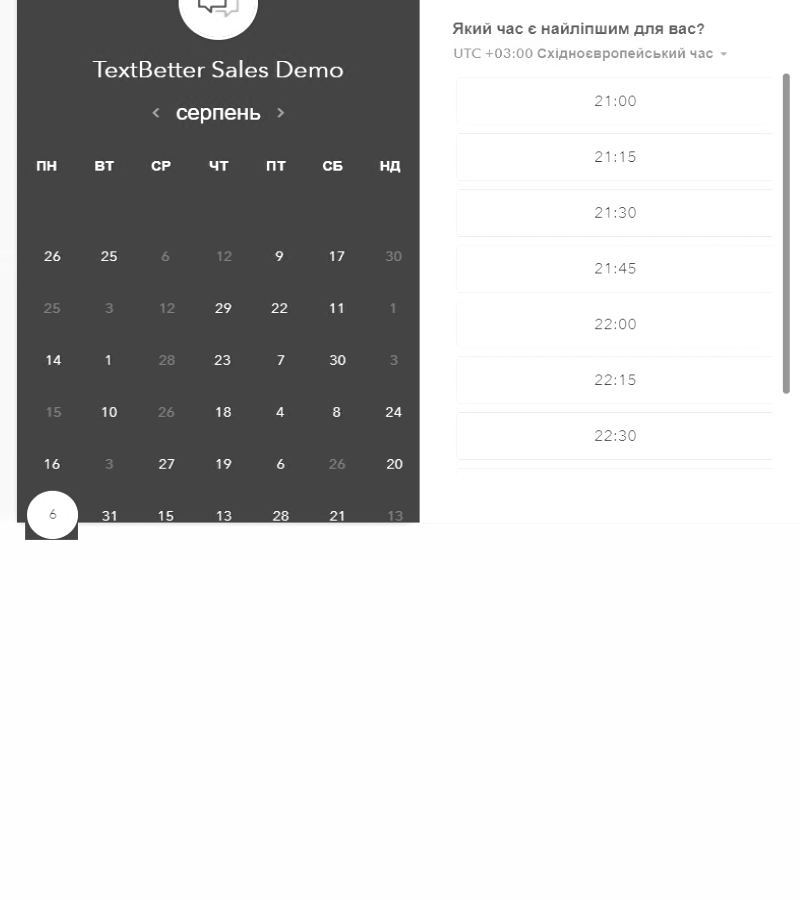 TextBetter Sales Demo
серпень
ПН ВТ СР ЧТ ПТ СБ НД
26 25 6 12 9 17 30
25 3 12 29 22 11 1
14 1 28 23 7 30 3
15 10 26 18 4 8 24
16 3 27 19 6 26 20
6 31 15 13 28 21 13
Який час є найліпшим для вас?
UTC +03:00 Східноєвропейський час
21:00
21:15
21:30
21:45
22:00
22:15
22:30